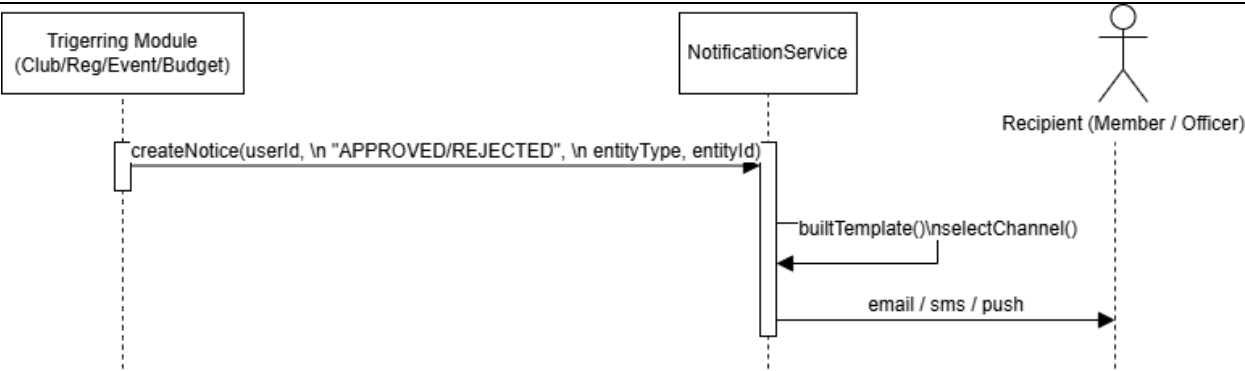 Trigerring Module
(Club/Reg/Event/Budget)
NotificationService
Recipient (Member / Officer)
createNotice(userId, \n "APPROVED/REJECTED", \n entityType, entityId)
builtTemplate()\nselectChannel()
email / sms / push